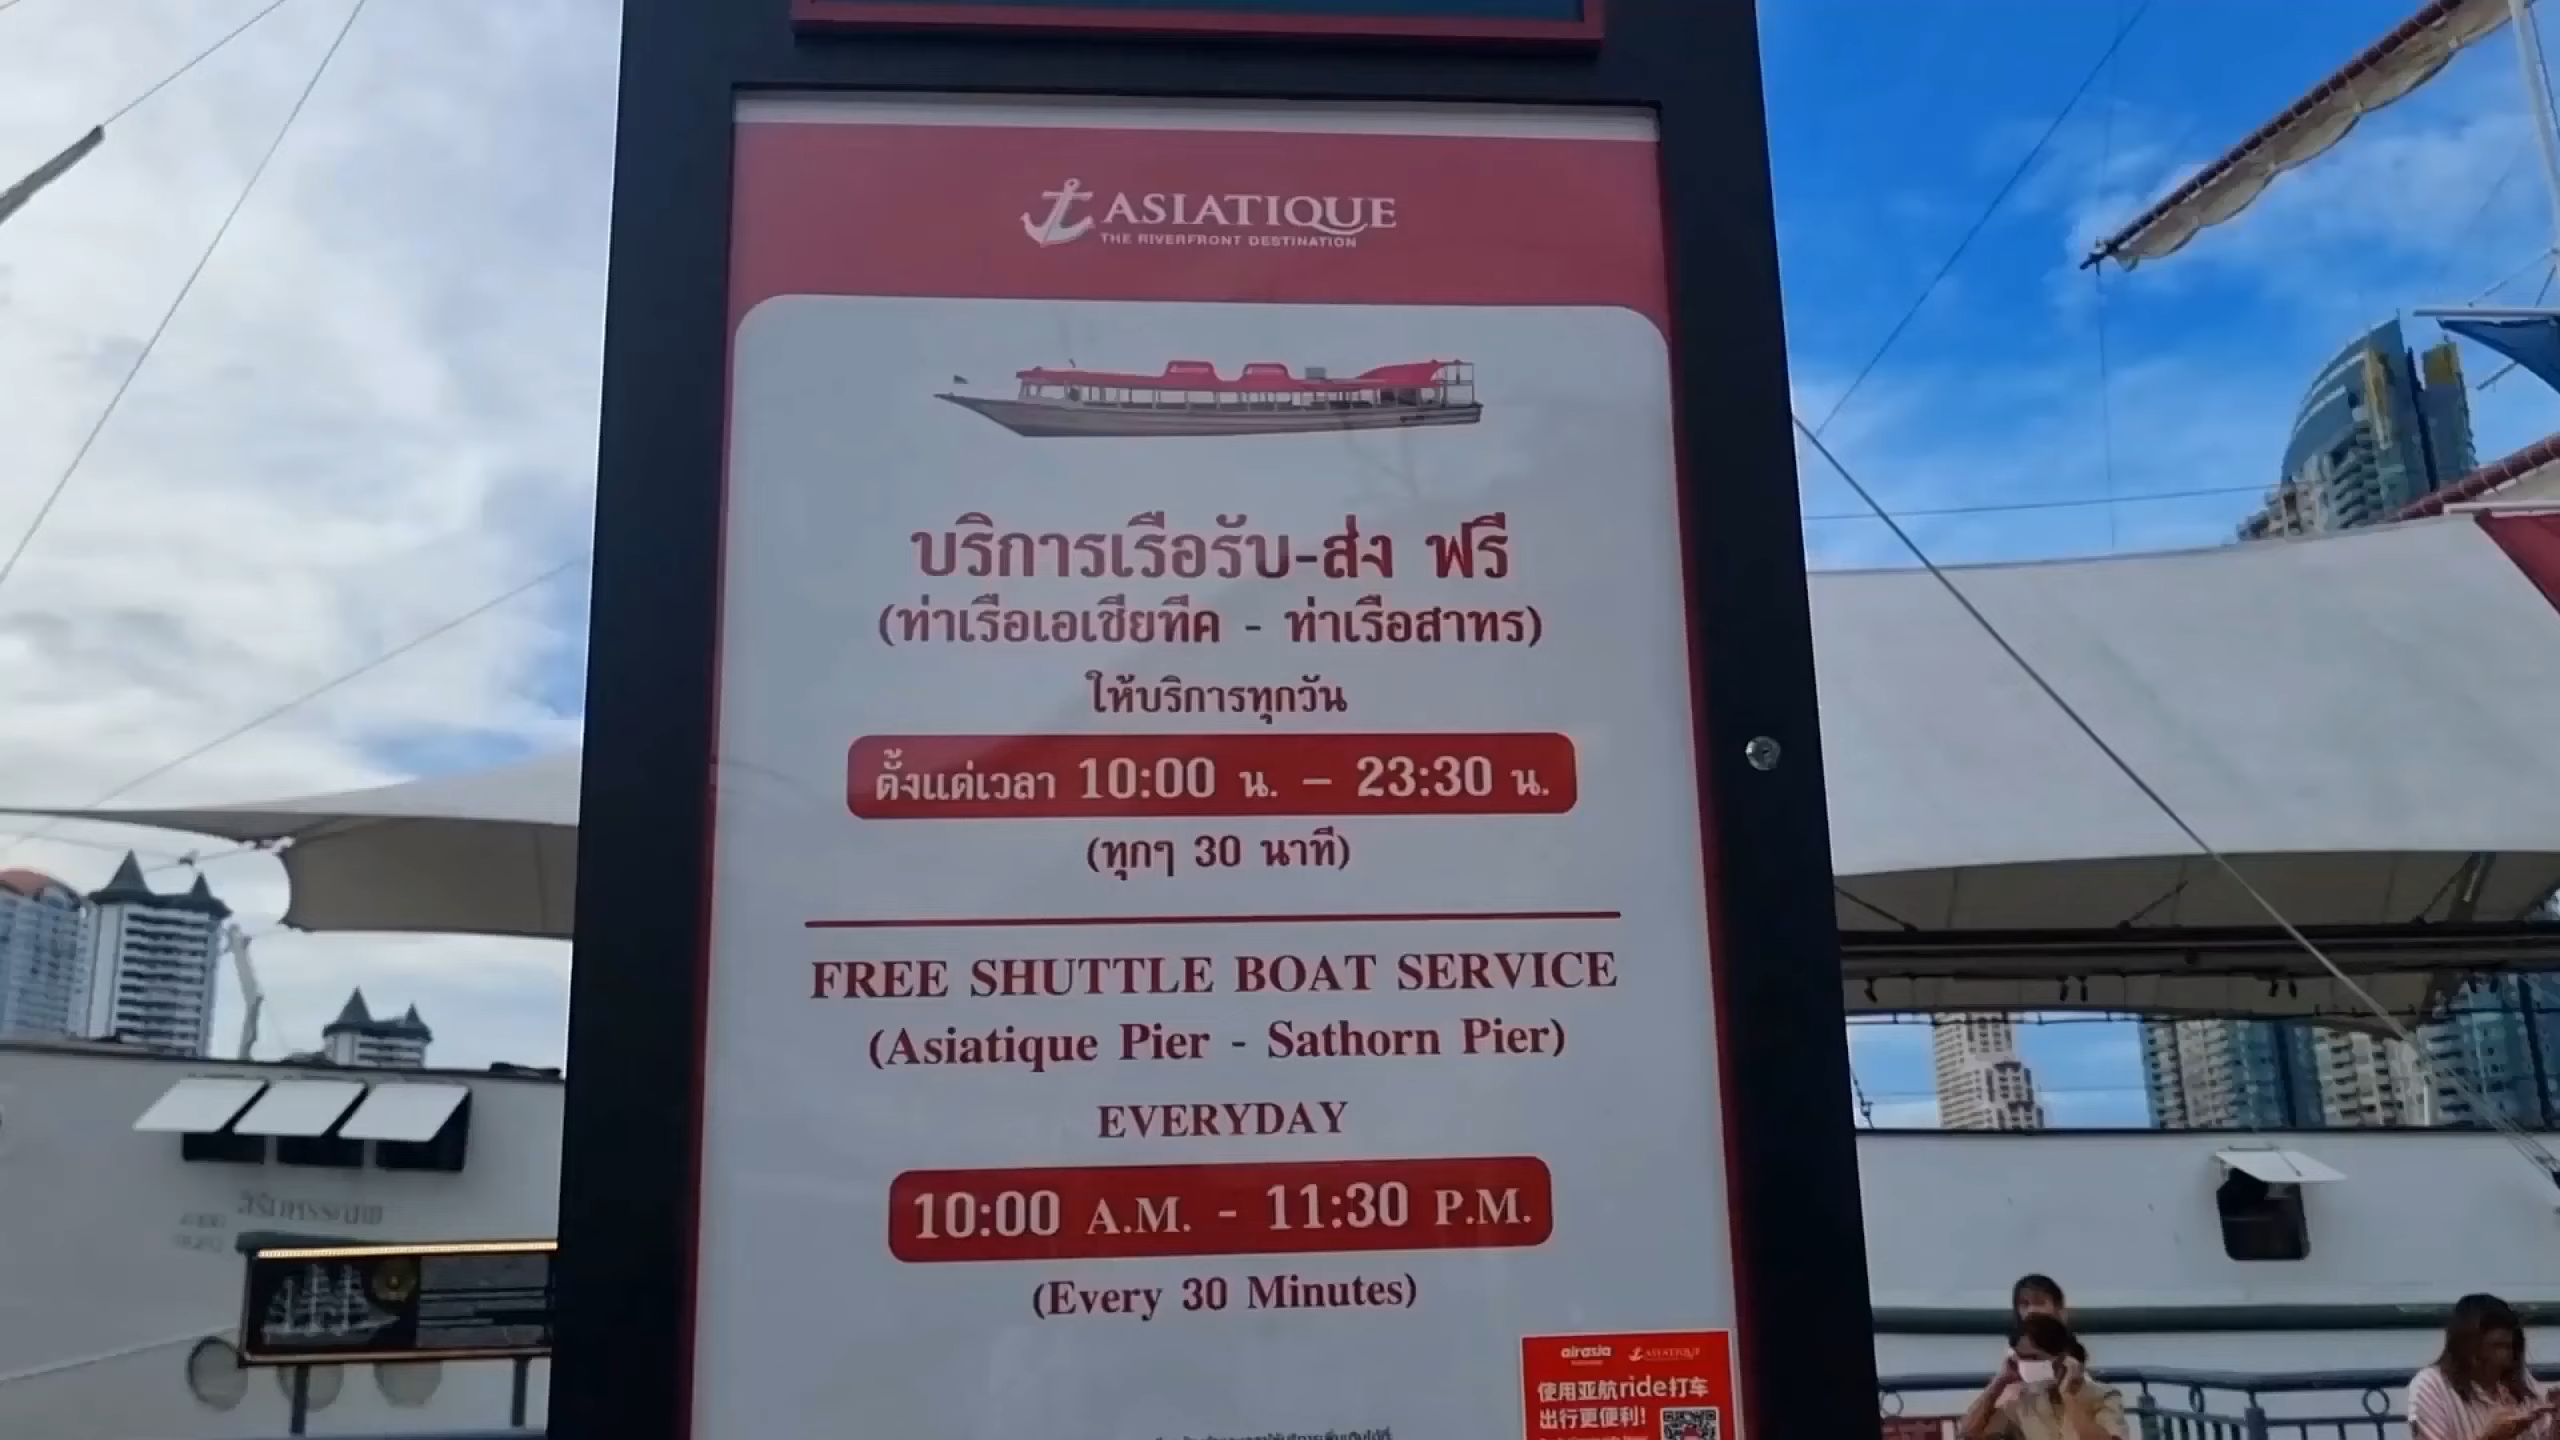 ASIATIQUE
THE RIVERFRONT DESTINATION
บริการเรือรับ-ส่ง ฟรี
(ท่าเรือเอเชียทีค - ท่าเรือสาทร)
ให้บริการทุกวัน
ตั้งแต่เวลา 10:00 น. – 23:30 น.
(ทุกๆ 30 นาที)
FREE SHUTTLE BOAT SERVICE
(Asiatique Pier - Sathorn Pier)
EVERYDAY
10:00 A.M. - 11:30 P.M.
(Every 30 Minutes)
airasia ASIATIQUE
使用亚航ride打车
出行更便利!